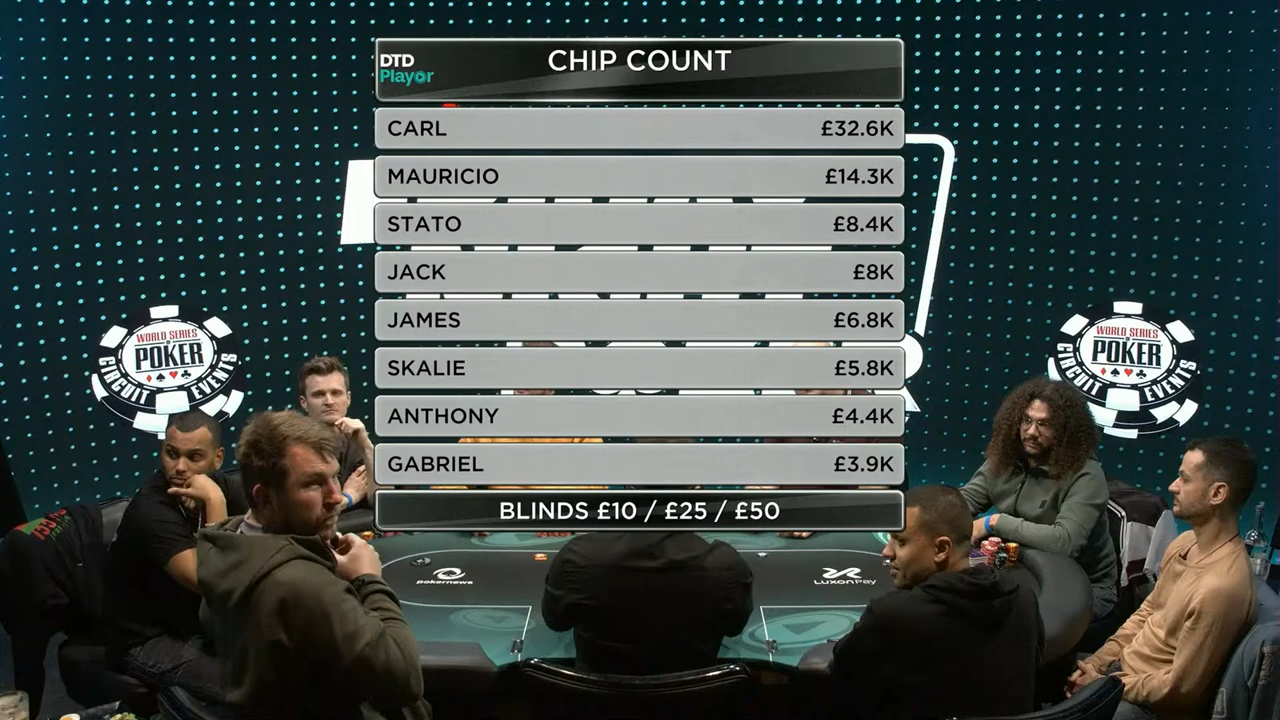 DTD
Player
CHIP COUNT
CARL £32.6K
MAURICIO £14.3K
STATO £8.4K
JACK £8K
JAMES £6.8K
SKALIE £5.8K
ANTHONY £4.4K
GABRIEL £3.9K
BLINDS £10 / £25 / £50
WORLD SERIES
OF
POKER
CIRCUIT EVENTS
WORLD SERIES
OF
POKER
CIRCUIT EVENTS
pokernews
LUXON PAY